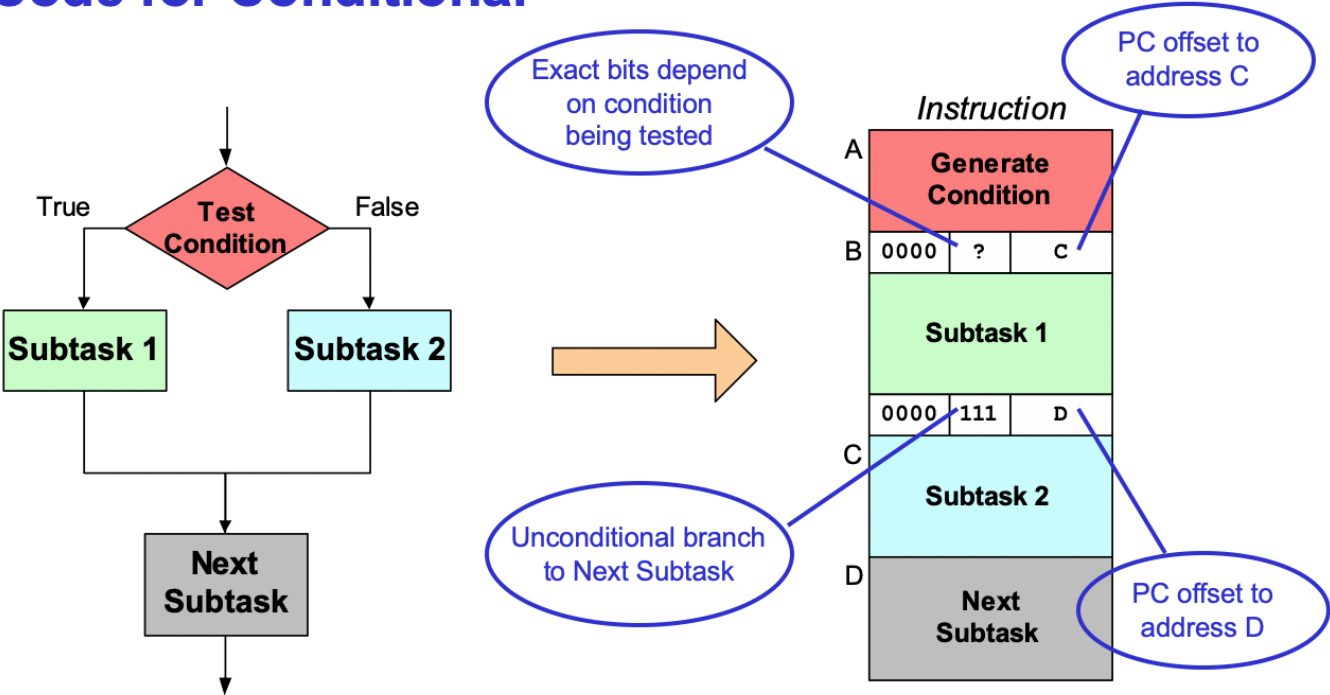 Exact bits depend
on condition
being tested
PC offset to
address C
Instruction
A
Generate
Condition
True
Test
Condition
False
B
0000
?
C
Subtask 1
Subtask 2
Subtask 1
0000
111
D
C
Subtask 2
Unconditional branch
to Next Subtask
Next
Subtask
D
Next
Subtask
PC offset to
address D